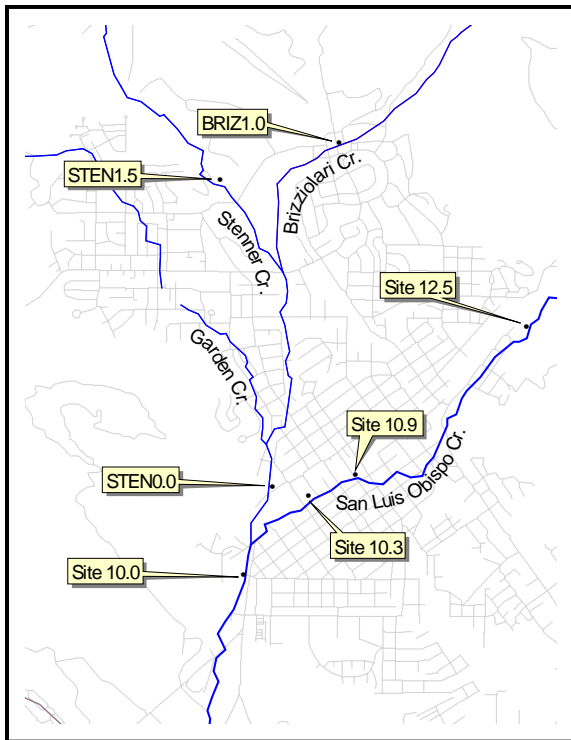 BRIZ1.0
STEN1.5
Brizziolari Cr.
Stenner Cr.
Site 12.5
Garden Cr.
Site 10.9
San Luis Obispo Cr.
STEN0.0
Site 10.3
Site 10.0